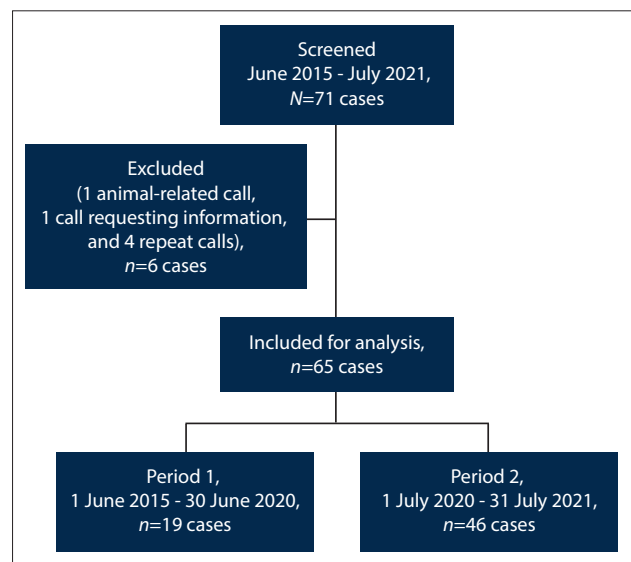 Screened
June 2015 - July 2021,
N=71 cases
Excluded
(1 animal-related call,
1 call requesting information,
and 4 repeat calls),
n=6 cases
Included for analysis,
n=65 cases
Period 1,
1 June 2015 - 30 June 2020,
n=19 cases
Period 2,
1 July 2020 - 31 July 2021,
n=46 cases